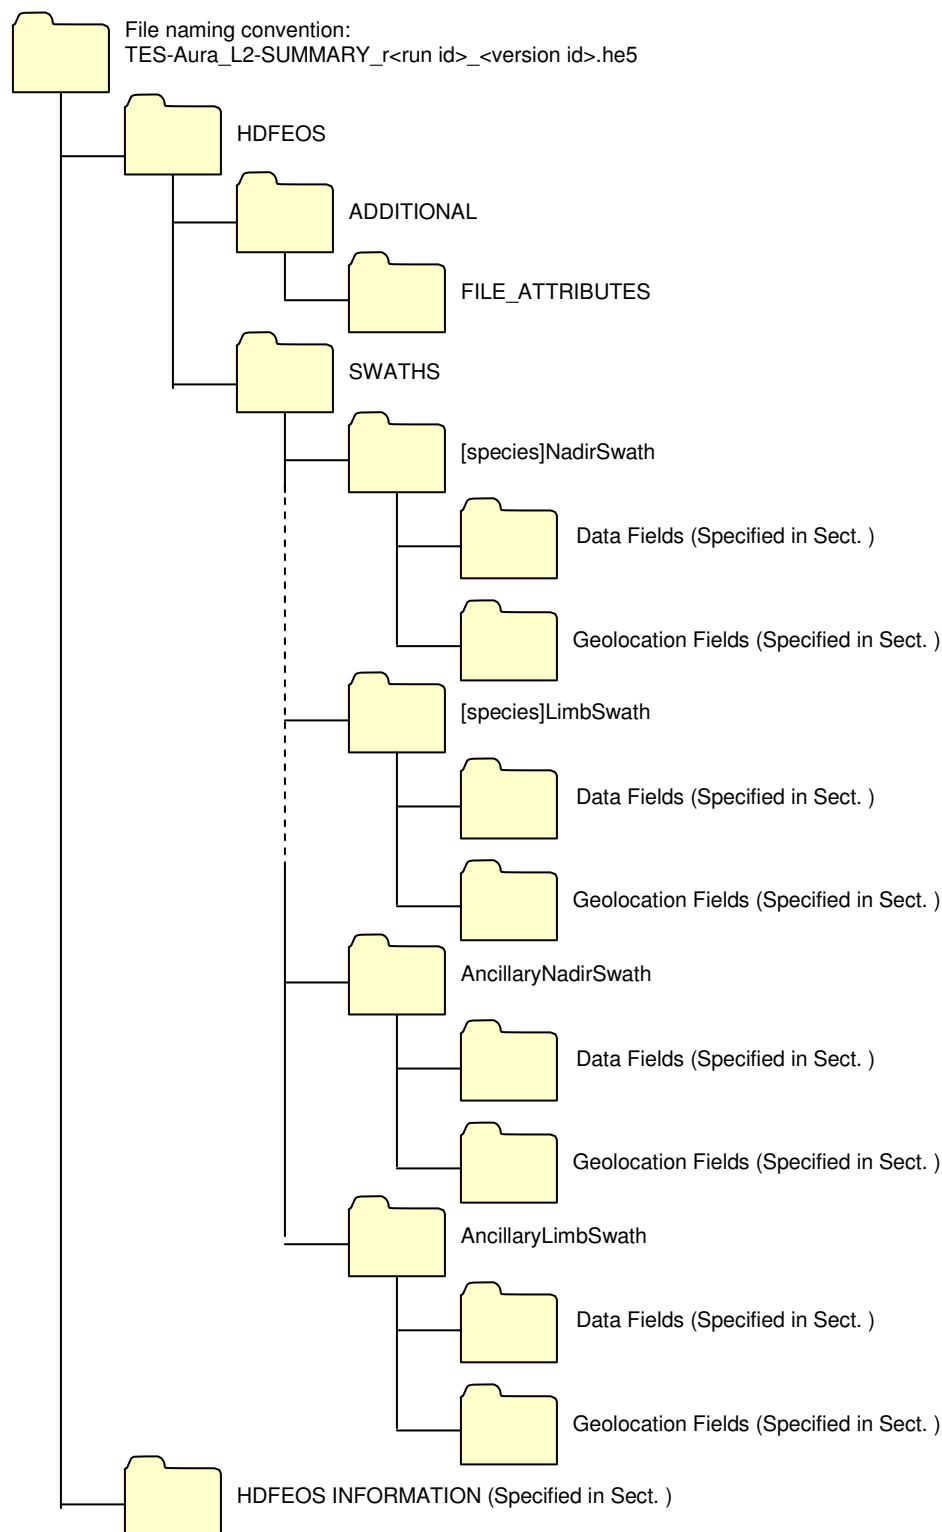 File naming convention:
TES-Aura_L2-SUMMARY_r<run id>_<version id>.he5
HDFEOS
ADDITIONAL
FILE_ATTRIBUTES
SWATHS
[species]NadirSwath
Data Fields (Specified in Sect. )
Geolocation Fields (Specified in Sect. )
[species]LimbSwath
Data Fields (Specified in Sect. )
Geolocation Fields (Specified in Sect. )
AncillaryNadirSwath
Data Fields (Specified in Sect. )
Geolocation Fields (Specified in Sect. )
AncillaryLimbSwath
Data Fields (Specified in Sect. )
Geolocation Fields (Specified in Sect. )
HDFEOS INFORMATION (Specified in Sect. )